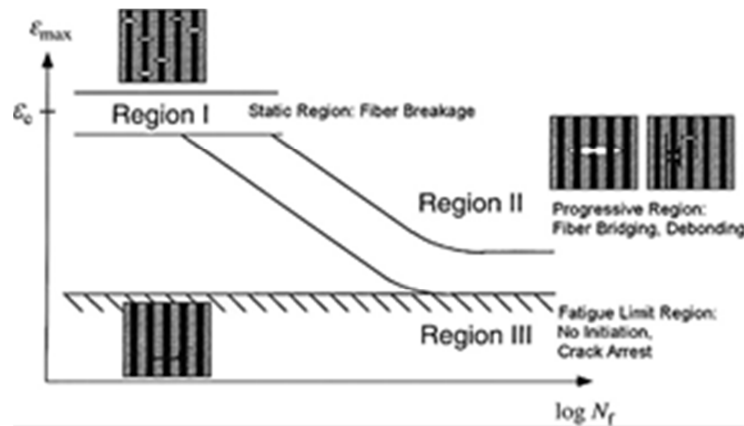 εmax
εc
Region I
Static Region: Fiber Breakage
Region II
Progressive Region:
Fiber Bridging, Debonding
Region III
Fatigue Limit Region:
No Initiation,
Crack Arrest
log Nf